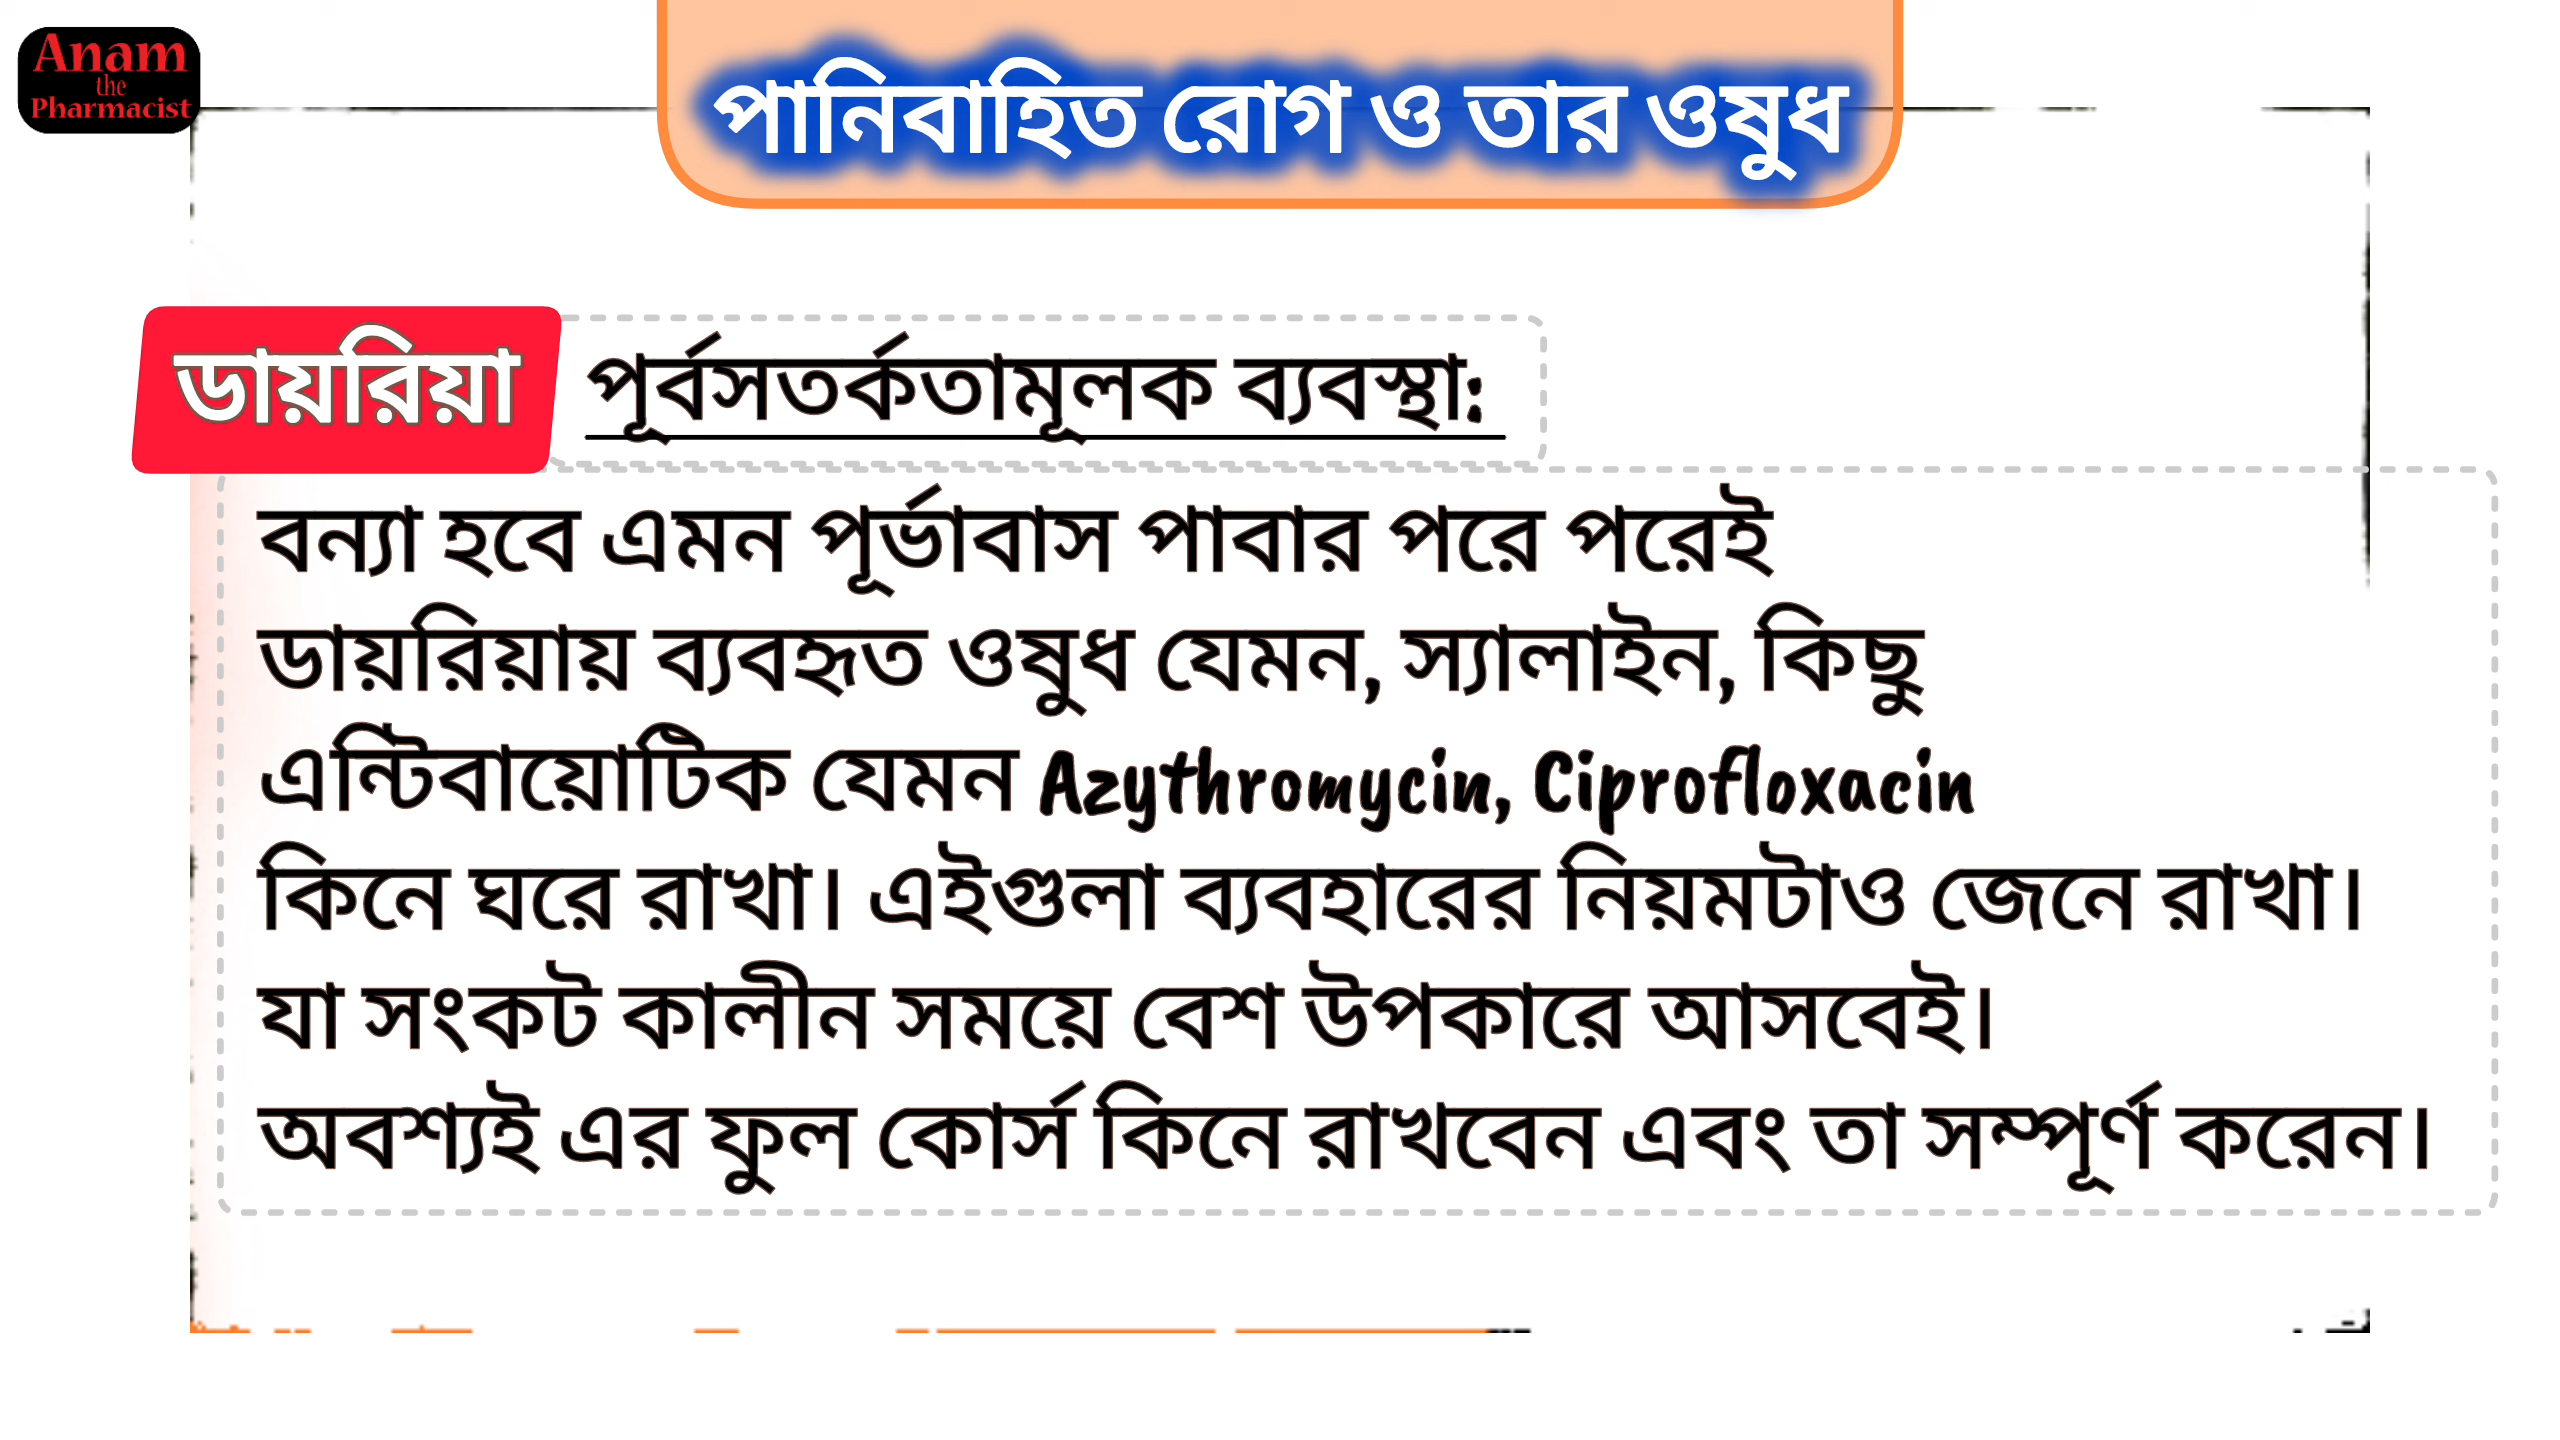 Anam
the
Pharmacist
পানিবাহিত রোগ ও তার ওষুধ
ডায়রিয়া
পূর্বসতর্কতামূলক ব্যবস্থা:
বন্যা হবে এমন পূর্ভাবাস পাবার পরে পরেই
ডায়রিয়ায় ব্যবহৃত ওষুধ যেমন, স্যালাইন, কিছু
এন্টিবায়োটিক যেমন Azythromycin, Ciprofloxacin
কিনে ঘরে রাখা। এইগুলা ব্যবহারের নিয়মটাও জেনে রাখা।
যা সংকট কালীন সময়ে বেশ উপকারে আসবেই।
অবশ্যই এর ফুল কোর্স কিনে রাখবেন এবং তা সম্পূর্ণ করেন।